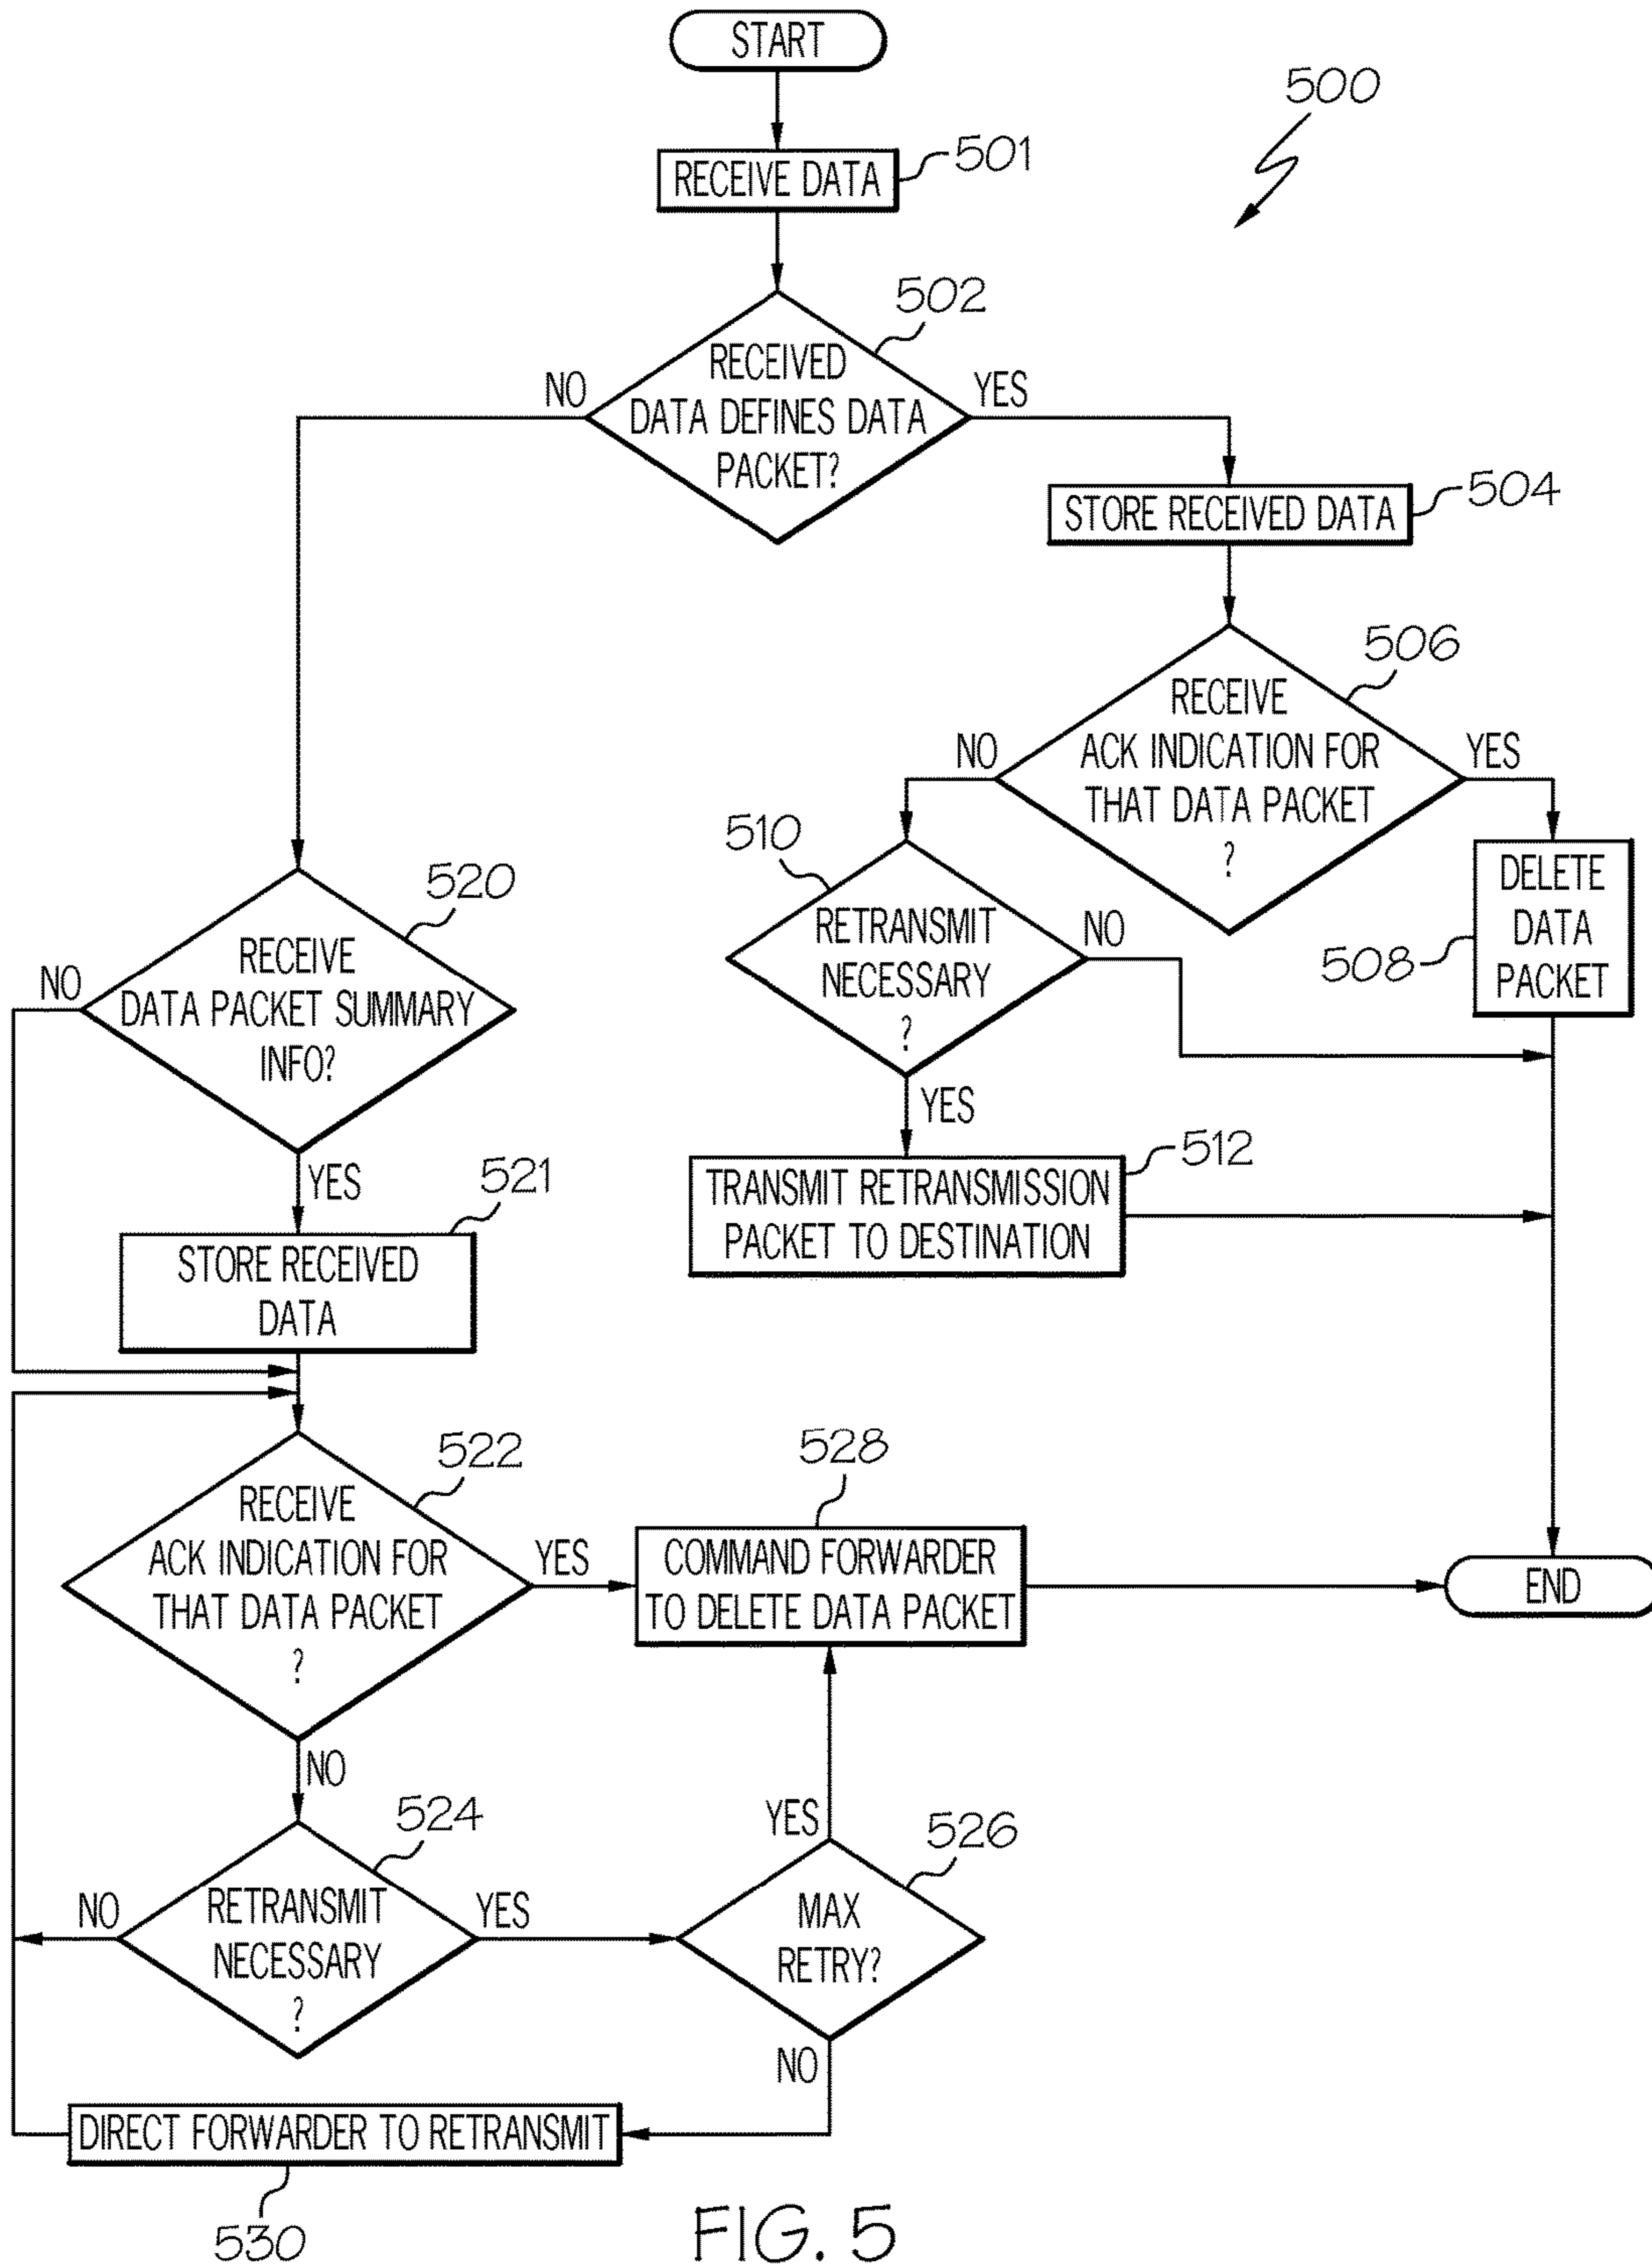 START
500
RECEIVE DATA
501
502
RECEIVED
DATA DEFINES DATA
PACKET?
NO
YES
STORE RECEIVED DATA
504
506
RECEIVE
ACK INDICATION FOR
THAT DATA PACKET
?
NO
YES
510
RETRANSMIT
NECESSARY
?
NO
YES
DELETE
DATA
PACKET
508
520
RECEIVE
DATA PACKET SUMMARY
INFO?
NO
YES
TRANSMIT RETRANSMISSION
PACKET TO DESTINATION
512
521
STORE RECEIVED
DATA
522
RECEIVE
ACK INDICATION FOR
THAT DATA PACKET
?
YES
NO
528
COMMAND FORWARDER
TO DELETE DATA PACKET
END
524
RETRANSMIT
NECESSARY
?
NO
YES
526
MAX
RETRY?
YES
NO
DIRECT FORWARDER TO RETRANSMIT
530
FIG. 5